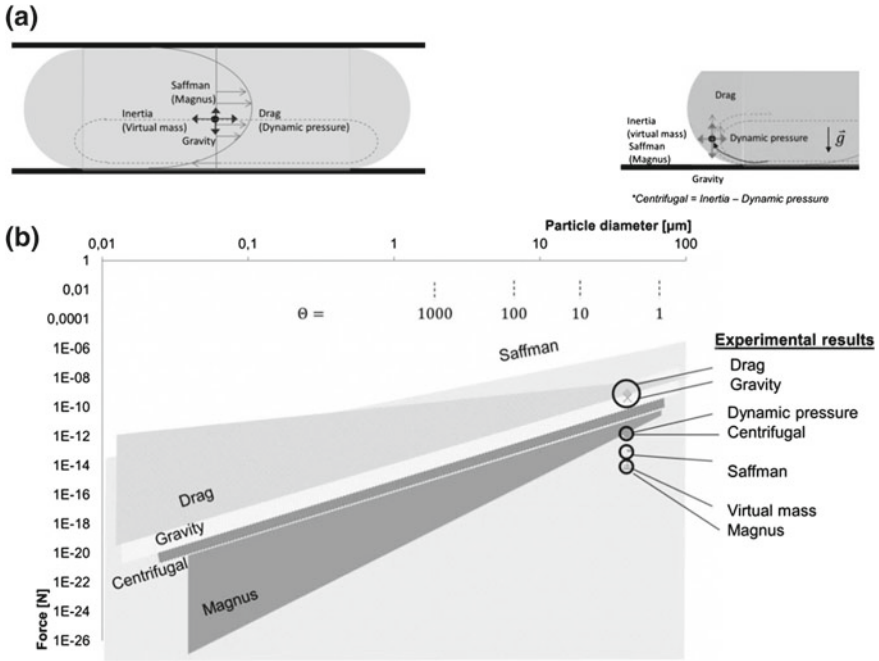 (a)
Saffman
(Magnus)
Inertia
(Virtual mass)
Drag
(Dynamic pressure)
Gravity
Drag
Inertia
(virtual mass)
Saffman
(Magnus)
Dynamic pressure
g⃗
Gravity
*Centrifugal = Inertia – Dynamic pressure
(b)
Particle diameter [μm]
0,01 0,1 1 10 100
1
0,01
0,0001
1E-06
1E-08
1E-10
1E-12
1E-14
1E-16
1E-18
1E-20
1E-22
1E-24
1E-26
Force [N]
Θ = 1000 100 10 1
Saffman
Drag
Gravity
Centrifugal
Magnus
Experimental results
Drag
Gravity
Dynamic pressure
Centrifugal
Saffman
Virtual mass
Magnus